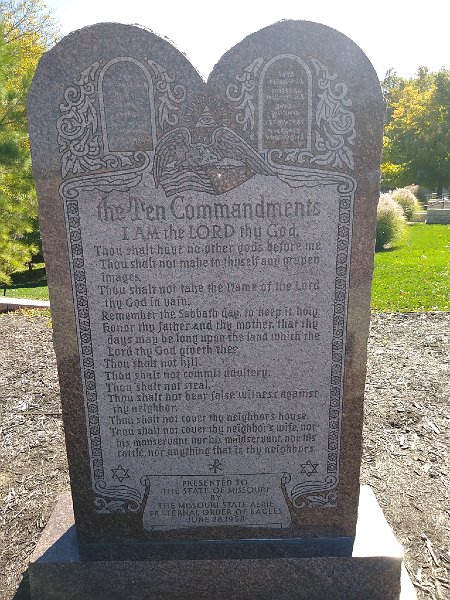 the Ten Commandments
I AM the LORD thy God.
Thou shalt have no other gods before me.
Thou shalt not make to thyself any graven
images.
Thou shalt not take the Name of the Lord
thy God in vain.
Remember the Sabbath day, to keep it holy.
Honor thy father and thy mother, that thy
days may be long upon the land which the
Lord thy God giveth thee.
Thou shalt not kill.
Thou shalt not commit adultery.
Thou shalt not steal.
Thou shalt not bear false witness against
thy neighbor.
Thou shalt not covet thy neighbor's house.
Thou shalt not covet thy neighbor's wife, nor
his manservant, nor his maidservant, nor his
cattle, nor anything that is thy neighbor's.
PRESENTED TO
THE STATE OF MISSOURI
BY
THE MISSOURI STATE AERIE
FRATERNAL ORDER OF EAGLES
JUNE 28, 1958